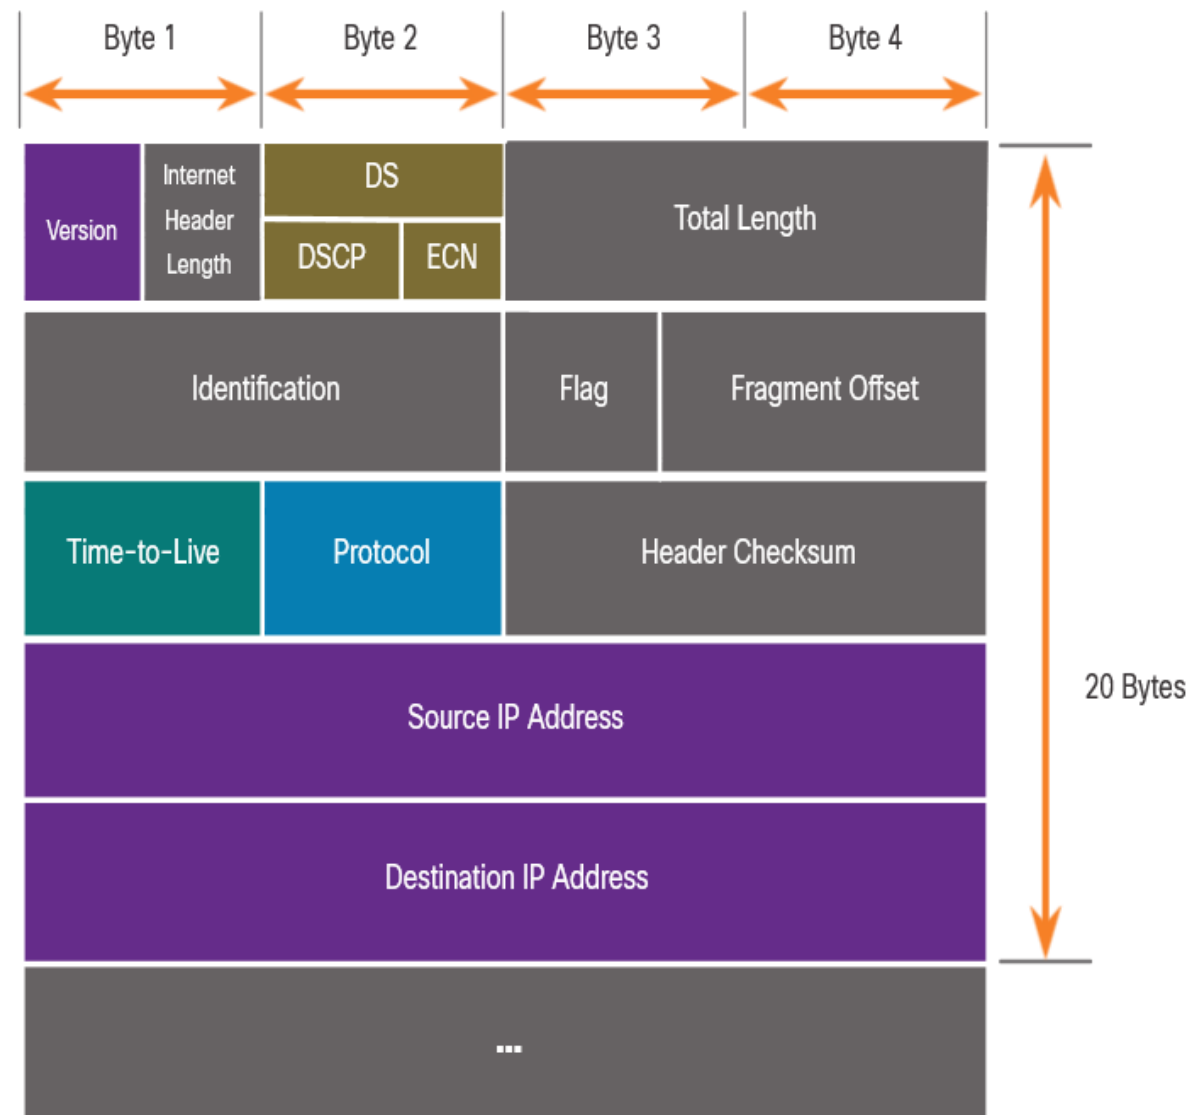 Byte 1
Byte 2
Byte 3
Byte 4
Version
Internet
Header
Length
DS
DSCP
ECN
Total Length
Identification
Flag
Fragment Offset
Time-to-Live
Protocol
Header Checksum
Source IP Address
20 Bytes
Destination IP Address
...